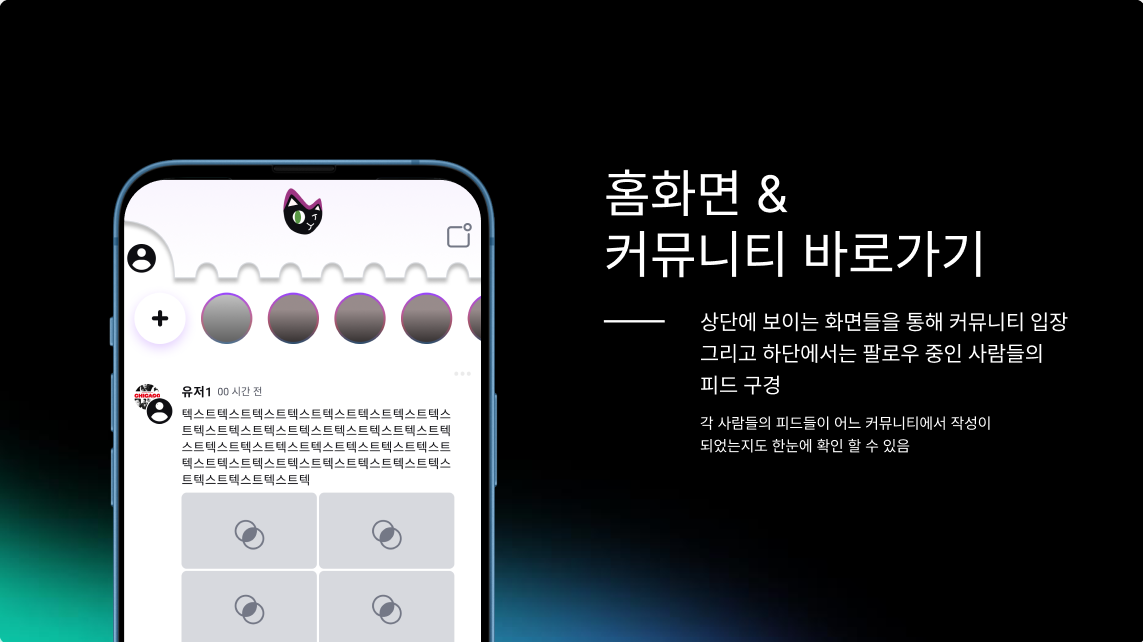 홈화면 &
커뮤니티 바로가기
상단에 보이는 화면들을 통해 커뮤니티 입장
그리고 하단에서는 팔로우 중인 사람들의
피드 구경
각 사람들의 피드들이 어느 커뮤니티에서 작성이
되었는지도 한눈에 확인 할 수 있음
CHICAGO
유저1 00 시간 전
텍스트텍스트텍스트텍스트텍스트텍스트텍스트텍스
트텍스트텍스트텍스트텍스트텍스트텍스트텍스트텍
스트텍스트텍스트텍스트텍스트텍스트텍스트텍스트
텍스트텍스트텍스트텍스트텍스트텍스트텍스트텍스
트텍스트텍스트텍스트텍